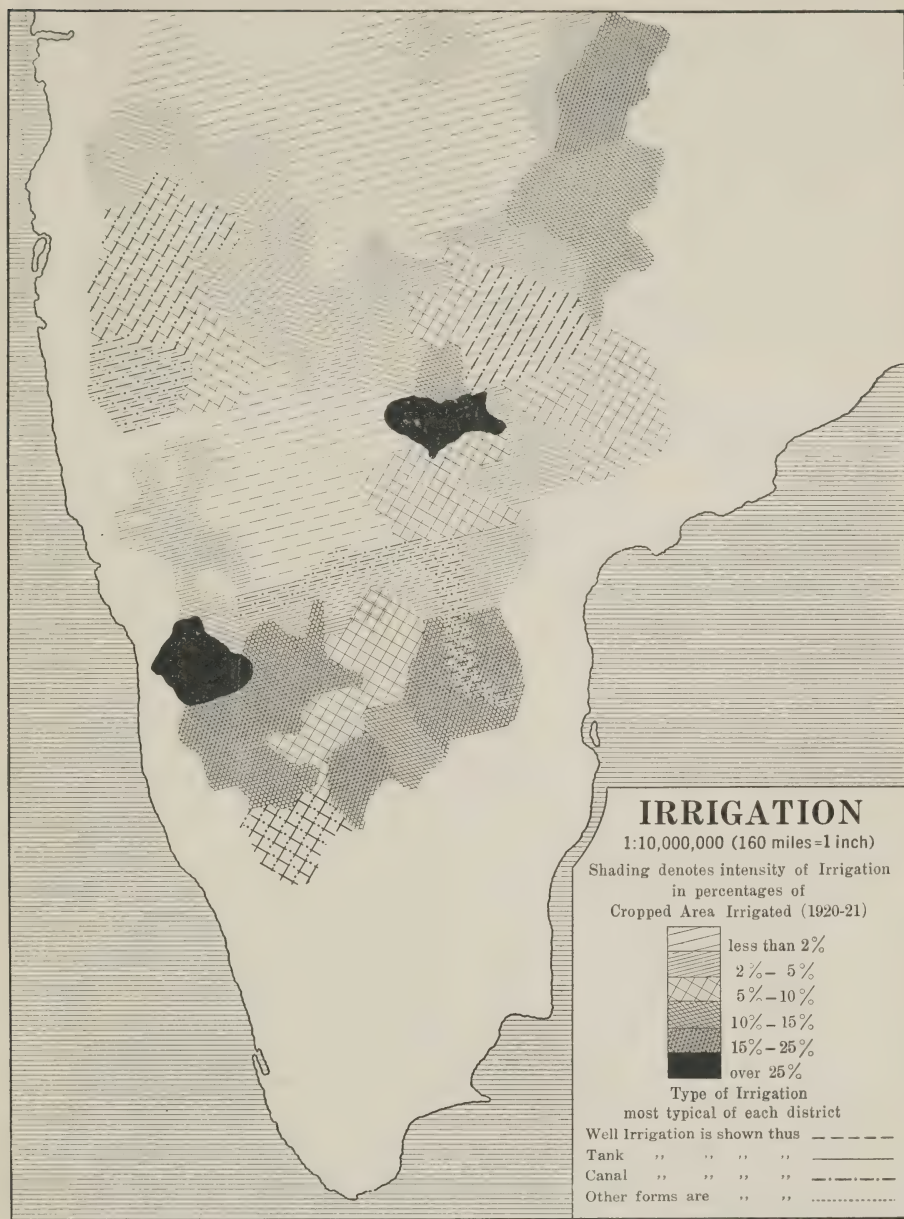 IRRIGATION
1:10,000,000 (160 miles=1 inch)
Shading denotes intensity of Irrigation
in percentages of
Cropped Area Irrigated (1920-21)
less than 2%
2%– 5%
5%–10%
10%–15%
15%–25%
over 25%
Type of Irrigation
most typical of each district
Well Irrigation is shown thus
Tank ,, ,, ,, ,,
Canal ,, ,, ,, ,,
Other forms are ,, ,,